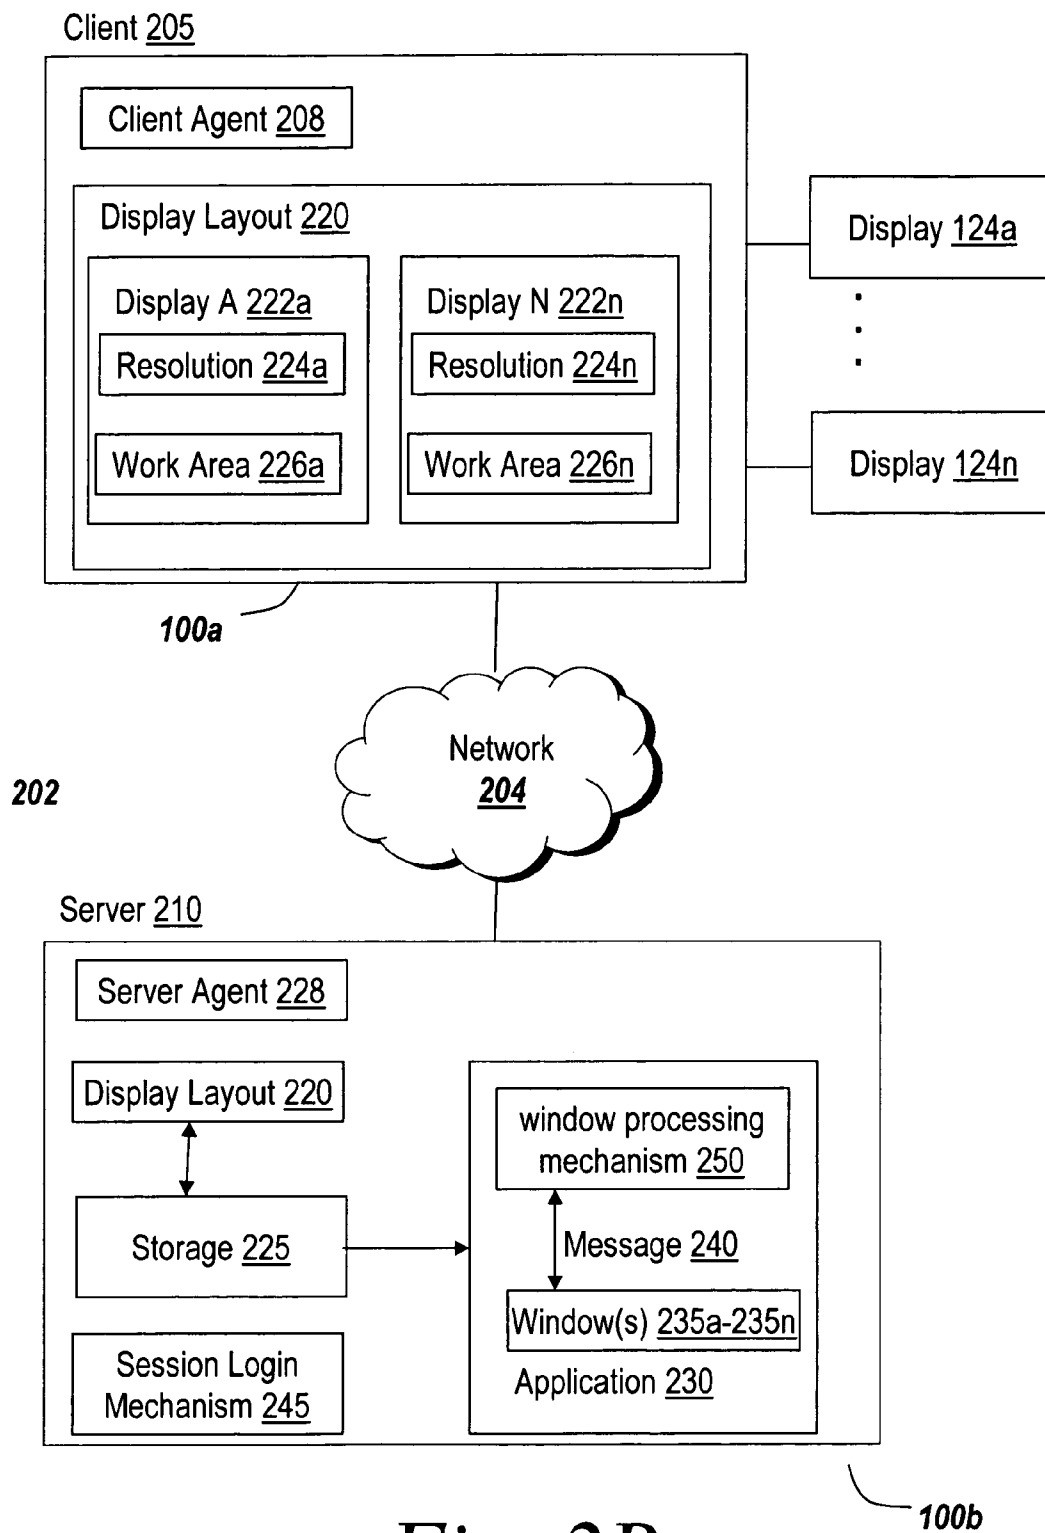 Client 205
Client Agent 208
Display Layout 220
Display A 222a
Resolution 224a
Work Area 226a
Display N 222n
Resolution 224n
Work Area 226n
Display 124a
Display 124n
100a
Network
204
202
Server 210
Server Agent 228
Display Layout 220
Storage 225
Session Login
Mechanism 245
window processing
mechanism 250
Message 240
Window(s) 235a-235n
Application 230
100b
Fig. 2B